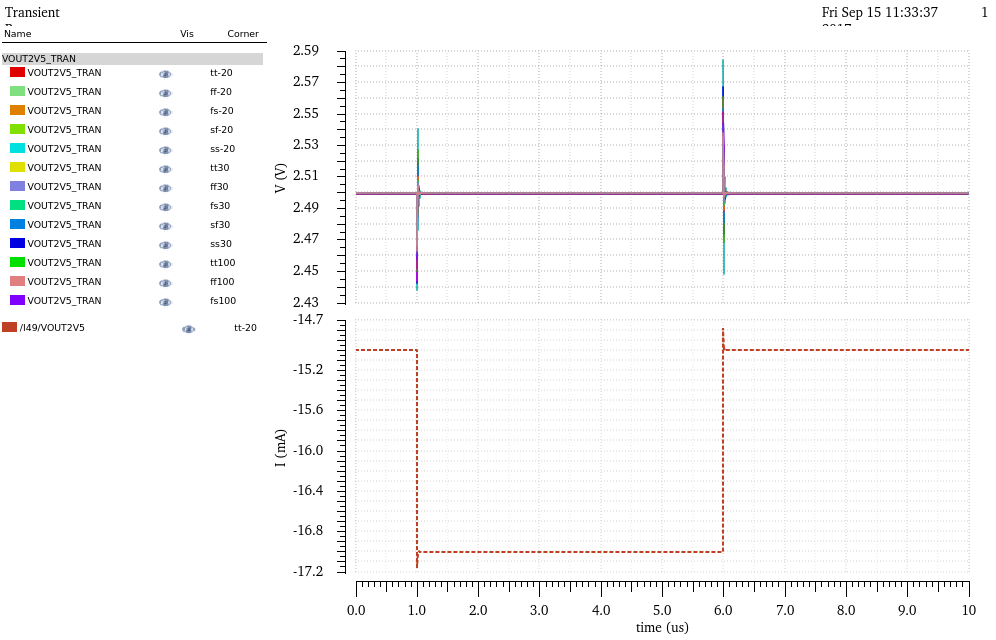 Transient
Fri Sep 15 11:33:37 1
Name Vis Corner
VOUT2V5_TRAN
VOUT2V5_TRAN tt-20
VOUT2V5_TRAN ff-20
VOUT2V5_TRAN fs-20
VOUT2V5_TRAN sf-20
VOUT2V5_TRAN ss-20
VOUT2V5_TRAN tt30
VOUT2V5_TRAN ff30
VOUT2V5_TRAN fs30
VOUT2V5_TRAN sf30
VOUT2V5_TRAN ss30
VOUT2V5_TRAN tt100
VOUT2V5_TRAN ff100
VOUT2V5_TRAN fs100
/I49/VOUT2V5 tt-20
2.59
2.57
2.55
2.53
2.51
2.49
2.47
2.45
2.43
V (V)
-14.7
-15.2
-15.6
-16.0
-16.4
-16.8
-17.2
I (mA)
0.0 1.0 2.0 3.0 4.0 5.0 6.0 7.0 8.0 9.0 10
time (us)